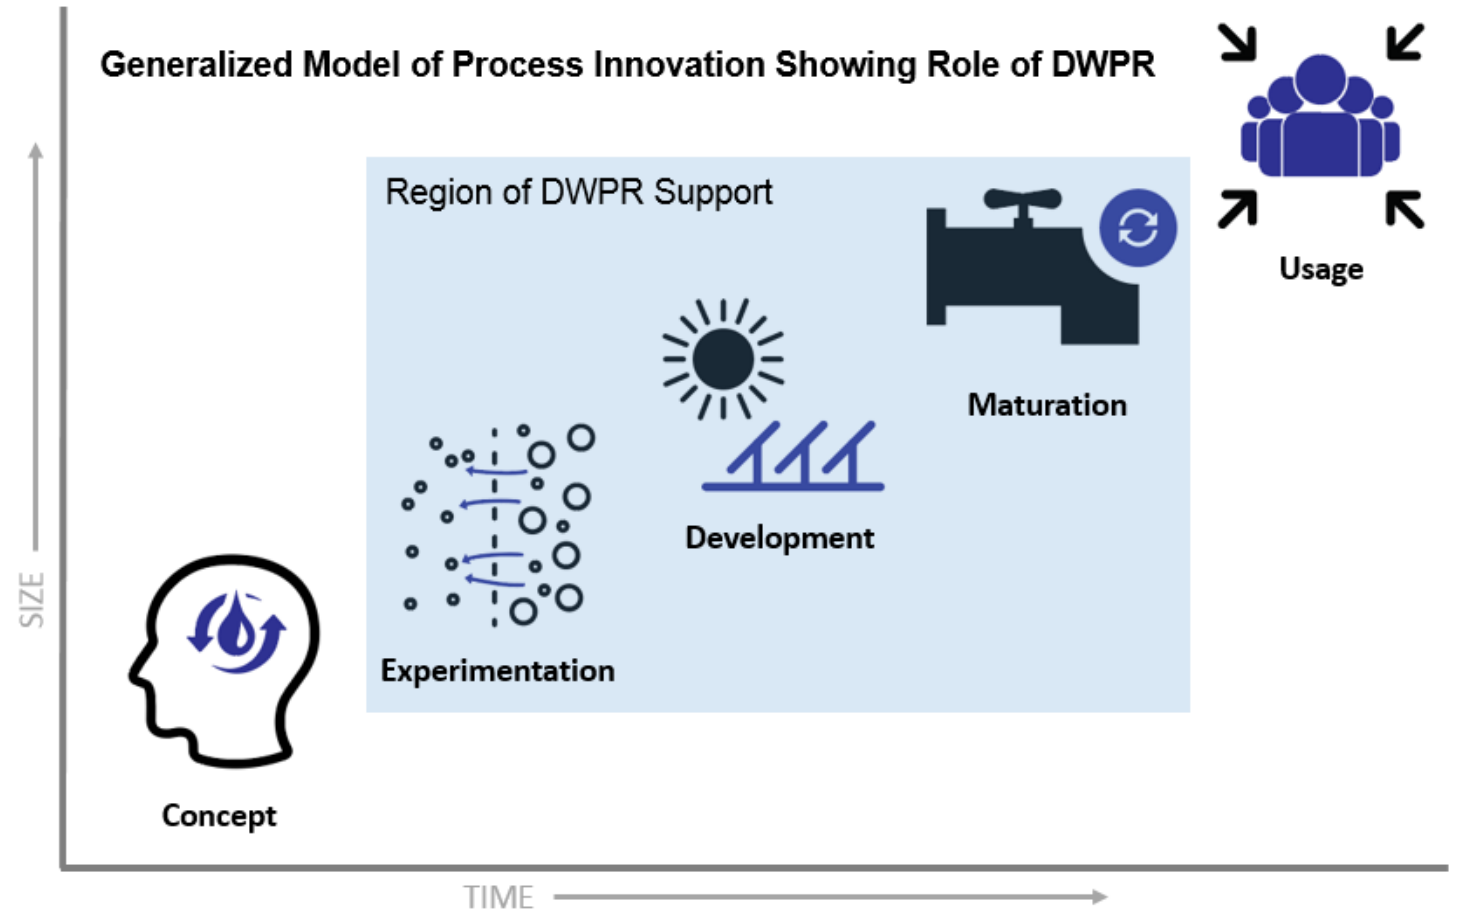 Generalized Model of Process Innovation Showing Role of DWPR
Region of DWPR Support
Usage
Maturation
Development
Experimentation
Concept
SIZE
TIME